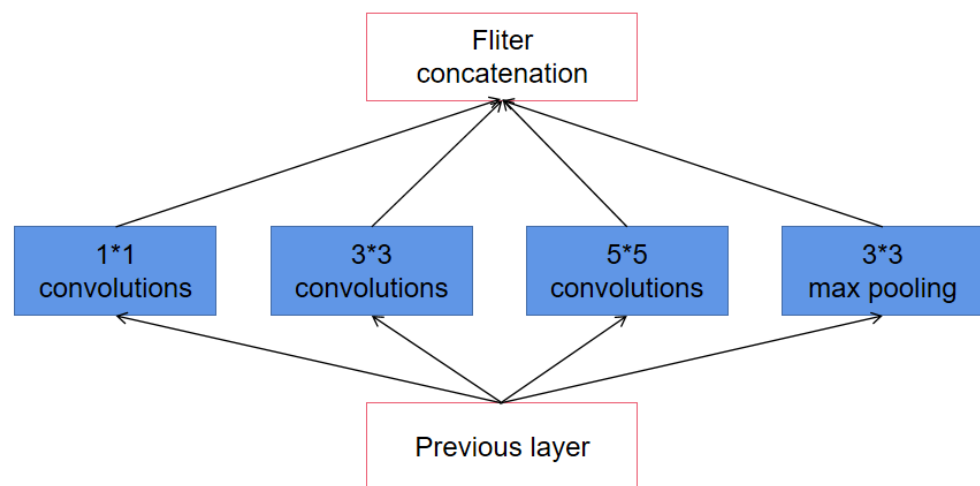 Fliter
concatenation
1*1
convolutions
3*3
convolutions
5*5
convolutions
3*3
max pooling
Previous layer